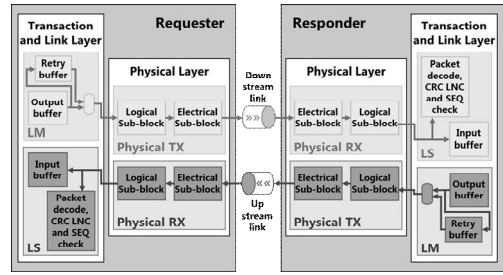 Transaction
and Link Layer
Requester
Retry
buffer
Output
buffer
LM
Physical Layer
Logical
Sub-block
Electrical
Sub-block
Physical TX
Input
buffer
Packet
decode,
CRC LNC
and SEQ
check
LS
Logical
Sub-block
Electrical
Sub-block
Physical RX
Down
stream
link
»»
««
Up
stream
link
Responder
Physical Layer
Electrical
Sub-block
Logical
Sub-block
Physical RX
Electrical
Sub-block
Logical
Sub-block
Physical TX
Transaction
and Link Layer
Packet
decode,
CRC LNC
and SEQ
check
Input
buffer
LS
Output
buffer
Retry
buffer
LM